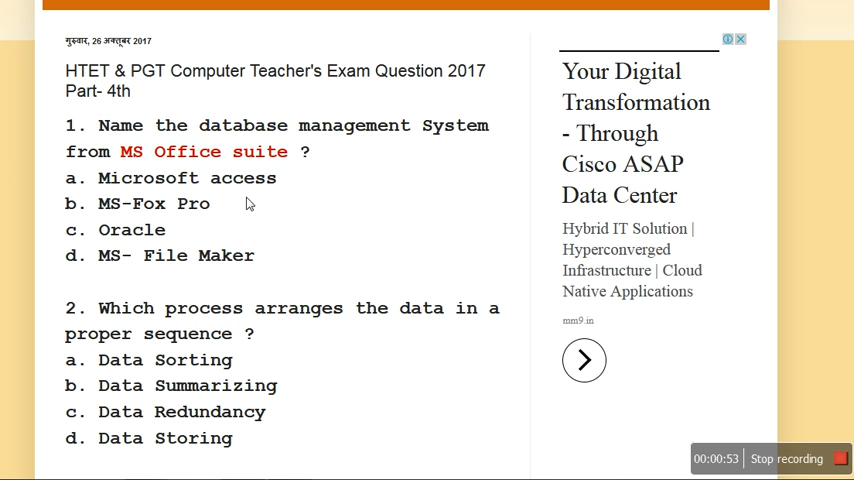 गुरुवार, 26 अक्तूबर 2017
HTET & PGT Computer Teacher's Exam Question 2017
Part- 4th
1. Name the database management System
from MS Office suite ?
a. Microsoft access
b. MS-Fox Pro
c. Oracle
d. MS- File Maker
2. Which process arranges the data in a
proper sequence ?
a. Data Sorting
b. Data Summarizing
c. Data Redundancy
d. Data Storing
Your Digital
Transformation
- Through
Cisco ASAP
Data Center
Hybrid IT Solution |
Hyperconverged
Infrastructure | Cloud
Native Applications
mm9.in
00:00:53 Stop recording